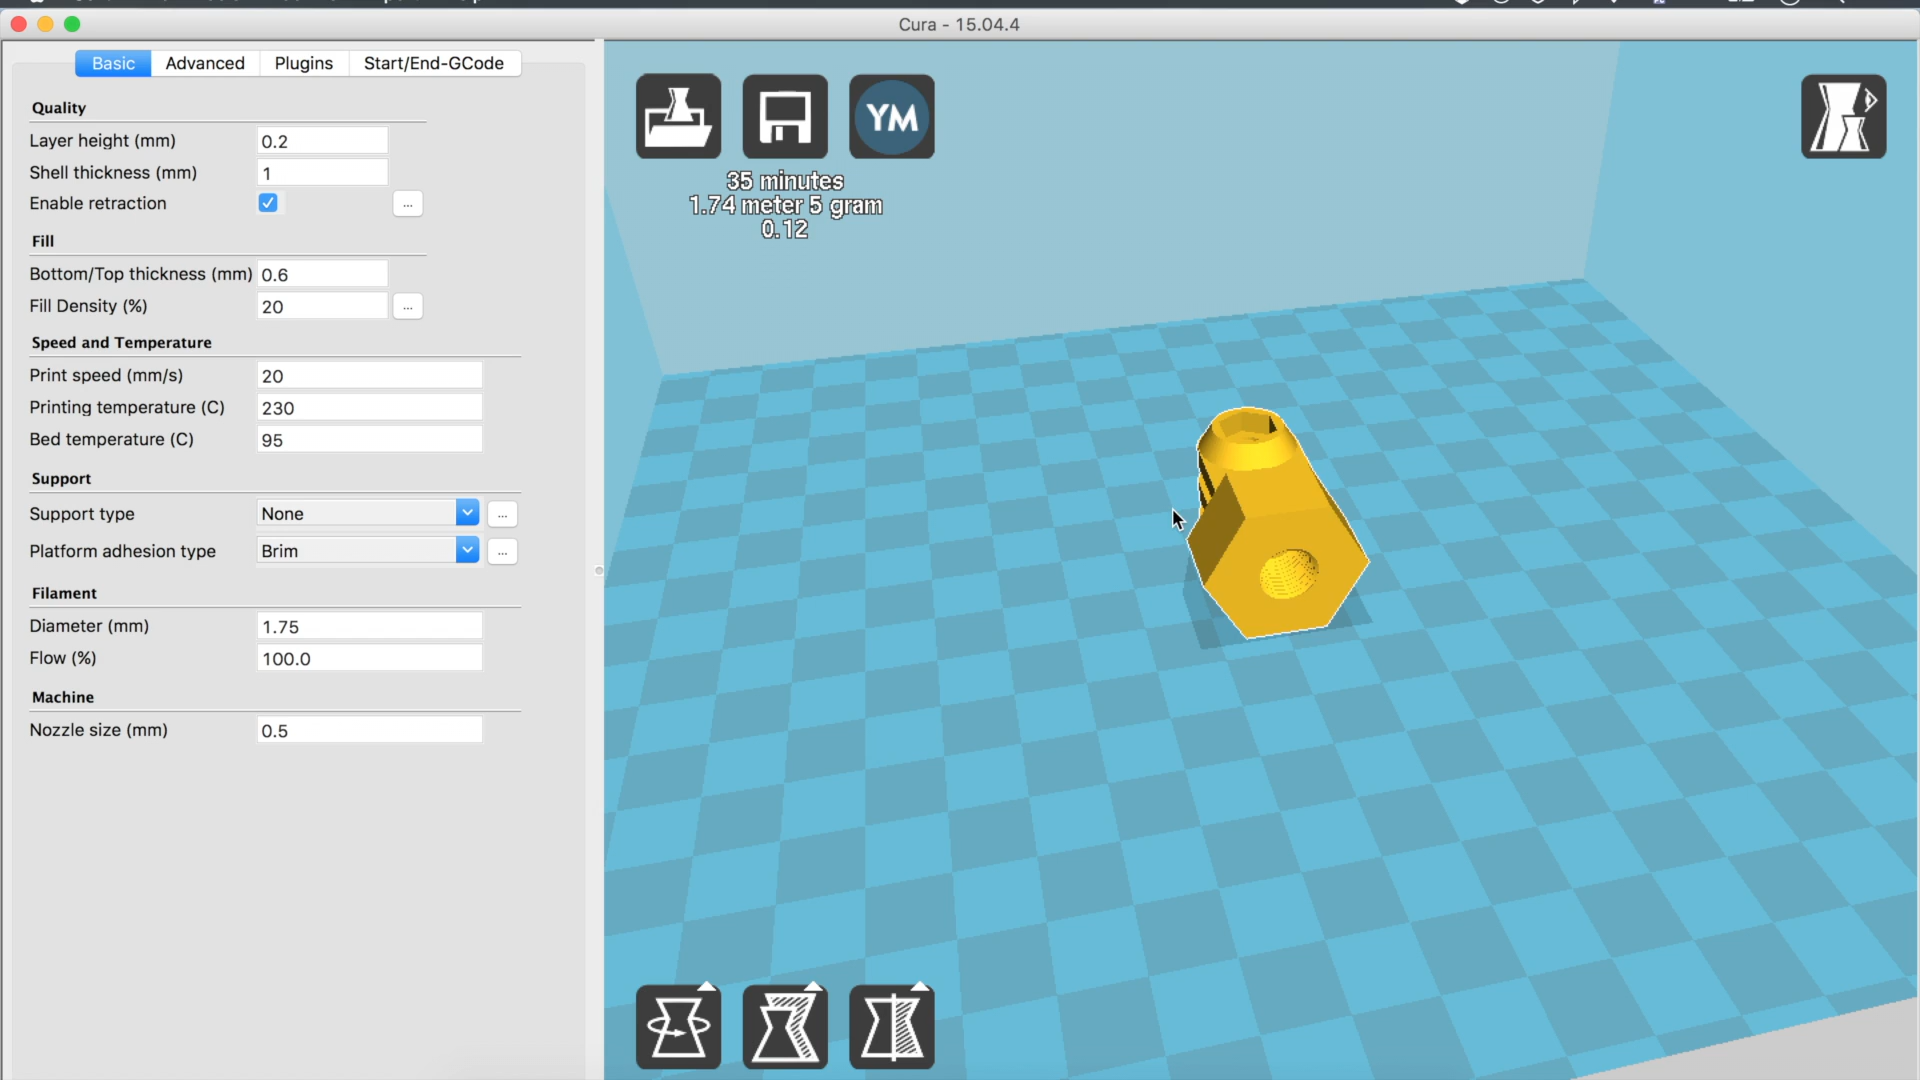 Cura - 15.04.4
Basic
Advanced
Plugins
Start/End-GCode
Quality
Layer height (mm)
0.2
Shell thickness (mm)
1
Enable retraction
...
Fill
Bottom/Top thickness (mm)
0.6
Fill Density (%)
20
...
Speed and Temperature
Print speed (mm/s)
20
Printing temperature (C)
230
Bed temperature (C)
95
Support
Support type
None
...
Platform adhesion type
Brim
...
Filament
Diameter (mm)
1.75
Flow (%)
100.0
Machine
Nozzle size (mm)
0.5
YM
35 minutes
1.74 meter 5 gram
0.12